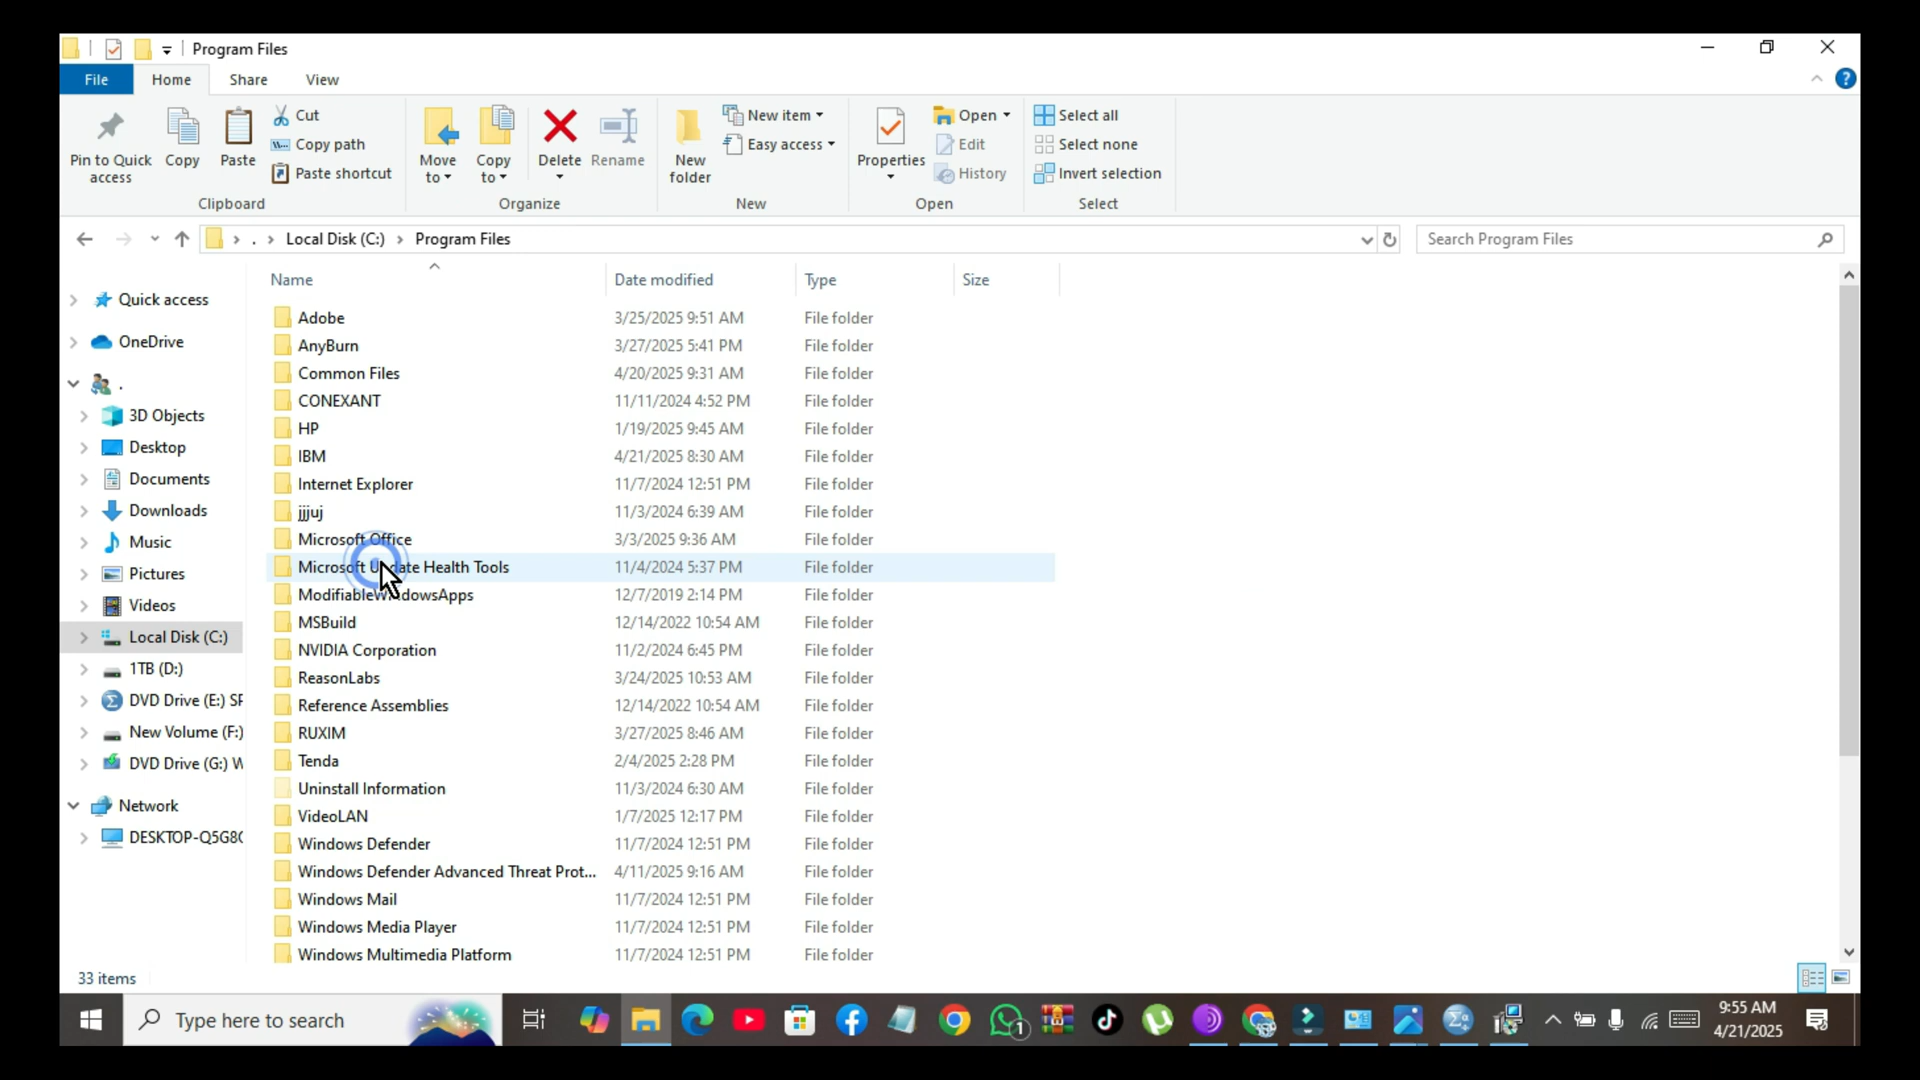 Program Files
File Home Share View
Pin to Quick access
Copy
Paste
Cut
Copy path
Paste shortcut
Clipboard
Move to
Copy to
Delete
Rename
Organize
New folder
New item
Easy access
New
Properties
Open
Edit
History
Open
Select all
Select none
Invert selection
Select
. Local Disk (C:) Program Files
Search Program Files
Quick access
OneDrive
.
3D Objects
Desktop
Documents
Downloads
Music
Pictures
Videos
Local Disk (C:)
1TB (D:)
DVD Drive (E:) SP
New Volume (F:)
DVD Drive (G:) W
Network
DESKTOP-Q5G8
Name Date modified Type Size
Adobe 3/25/2025 9:51 AM File folder
AnyBurn 3/27/2025 5:41 PM File folder
Common Files 4/20/2025 9:31 AM File folder
CONEXANT 11/11/2024 4:52 PM File folder
HP 1/19/2025 9:45 AM File folder
IBM 4/21/2025 8:30 AM File folder
Internet Explorer 11/7/2024 12:51 PM File folder
jjjuj 11/3/2024 6:39 AM File folder
Microsoft Office 3/3/2025 9:36 AM File folder
Microsoft Update Health Tools 11/4/2024 5:37 PM File folder
ModifiableWindowsApps 12/7/2019 2:14 PM File folder
MSBuild 12/14/2022 10:54 AM File folder
NVIDIA Corporation 11/2/2024 6:45 PM File folder
ReasonLabs 3/24/2025 10:53 AM File folder
Reference Assemblies 12/14/2022 10:54 AM File folder
RUXIM 3/27/2025 8:46 AM File folder
Tenda 2/4/2025 2:28 PM File folder
Uninstall Information 11/3/2024 6:30 AM File folder
VideoLAN 1/7/2025 12:17 PM File folder
Windows Defender 11/7/2024 12:51 PM File folder
Windows Defender Advanced Threat Prot... 4/11/2025 9:16 AM File folder
Windows Mail 11/7/2024 12:51 PM File folder
Windows Media Player 11/7/2024 12:51 PM File folder
Windows Multimedia Platform 11/7/2024 12:51 PM File folder
33 items
Type here to search
1
9:55 AM
4/21/2025